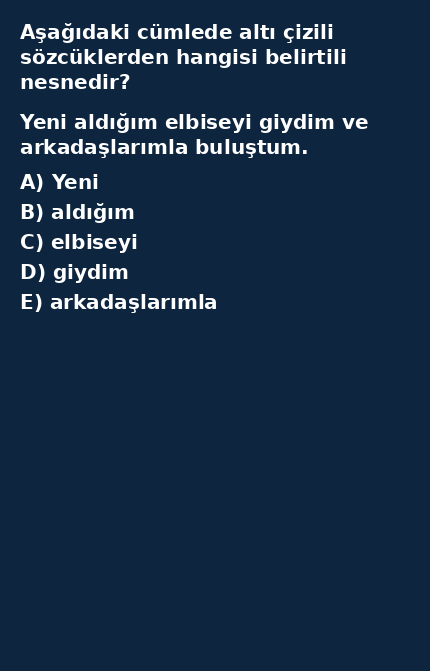 Aşağıdaki cümlede altı çizili
sözcüklerden hangisi belirtili
nesnedir?
Yeni aldığım elbiseyi giydim ve
arkadaşlarımla buluştum.
A) Yeni
B) aldığım
C) elbiseyi
D) giydim
E) arkadaşlarımla